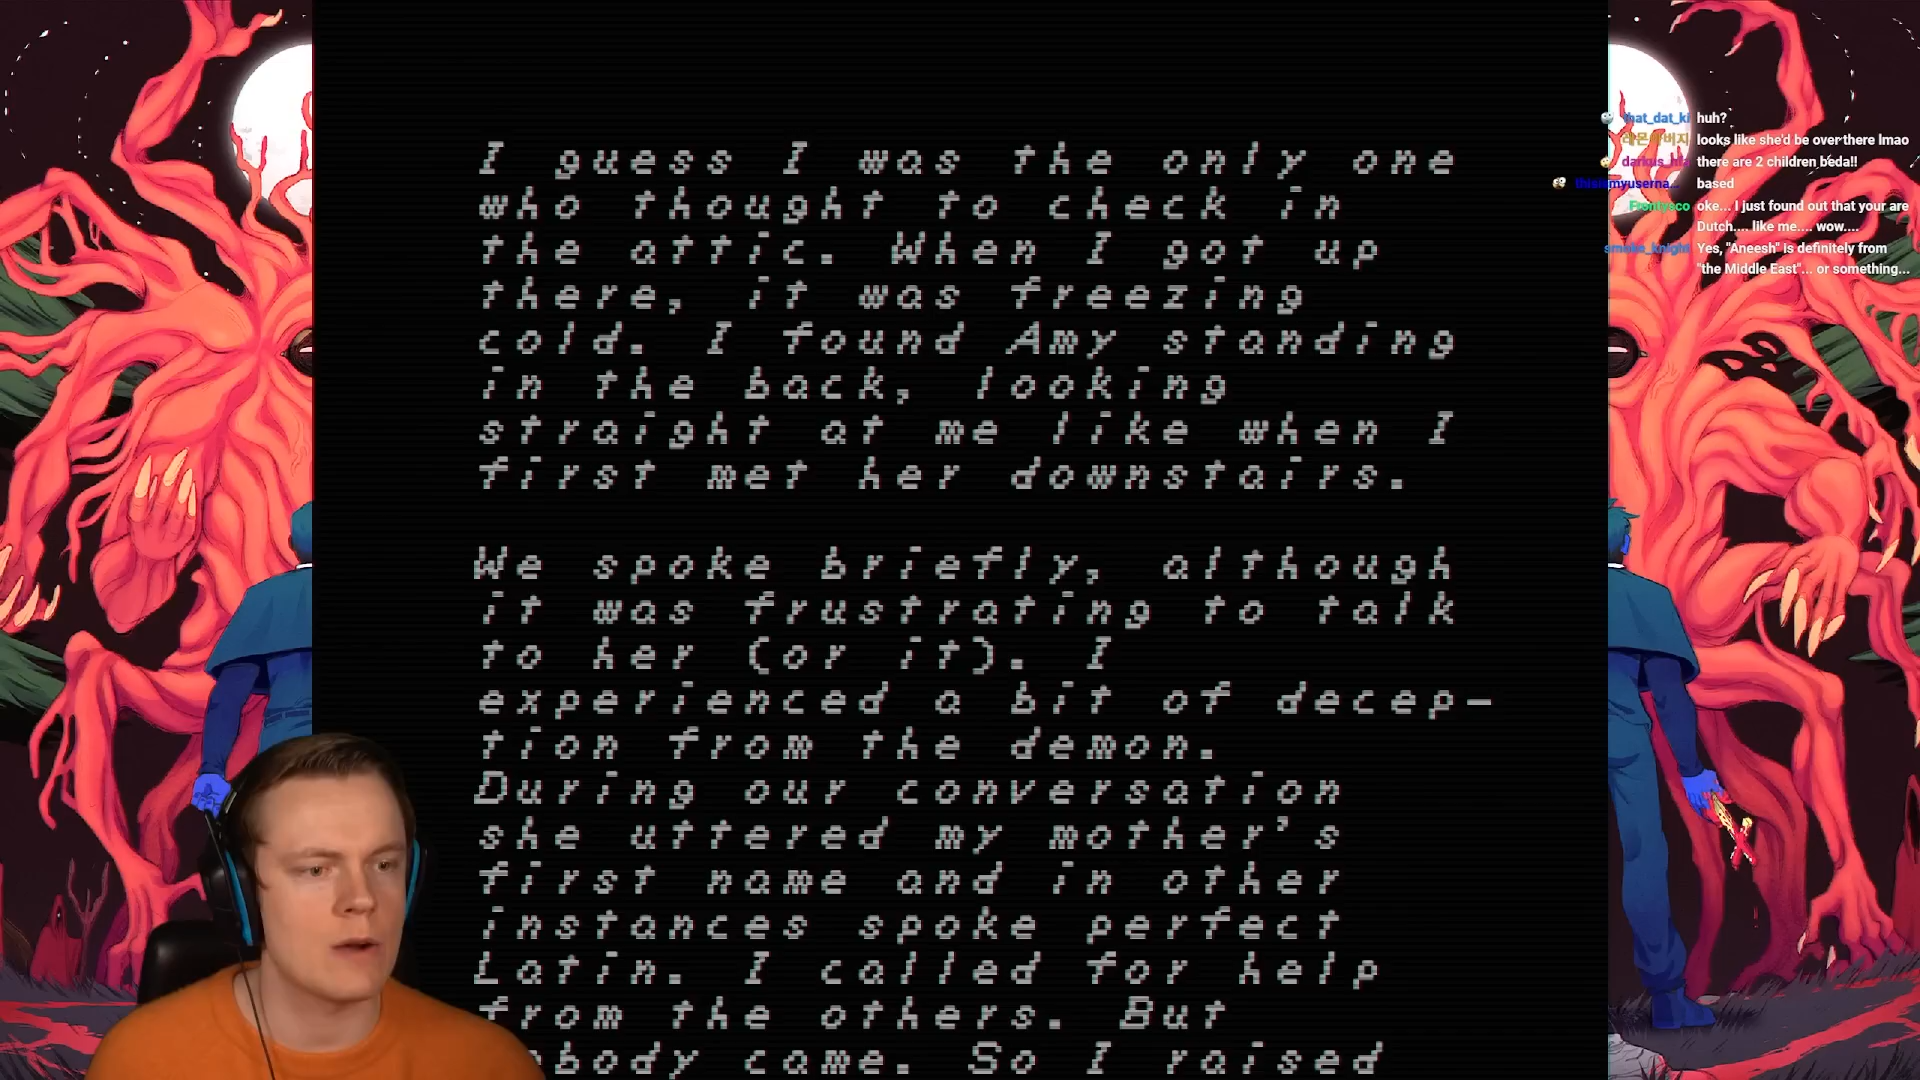 I guess I was the only one
who thought to check in
the attic. When I got up
there, it was freezing
cold. I found Amy standing
in the back, looking
straight at me like when I
first met her downstairs.
We spoke briefly, although
it was frustrating to talk
to her (or it). I
experienced a bit of decep-
tion from the demon.
During our conversation
she uttered my mother's
first name and in other
instances spoke perfect
Latin. I called for help
from the others. But
body came. So I raised
huh?
looks like she'd be over there lmao
there are 2 children beda!!
based
oke... I just found out that your are
Dutch.... like me.... wow....
smoke_knight Yes, "Aneesh" is definitely from
"the Middle East"... or something...